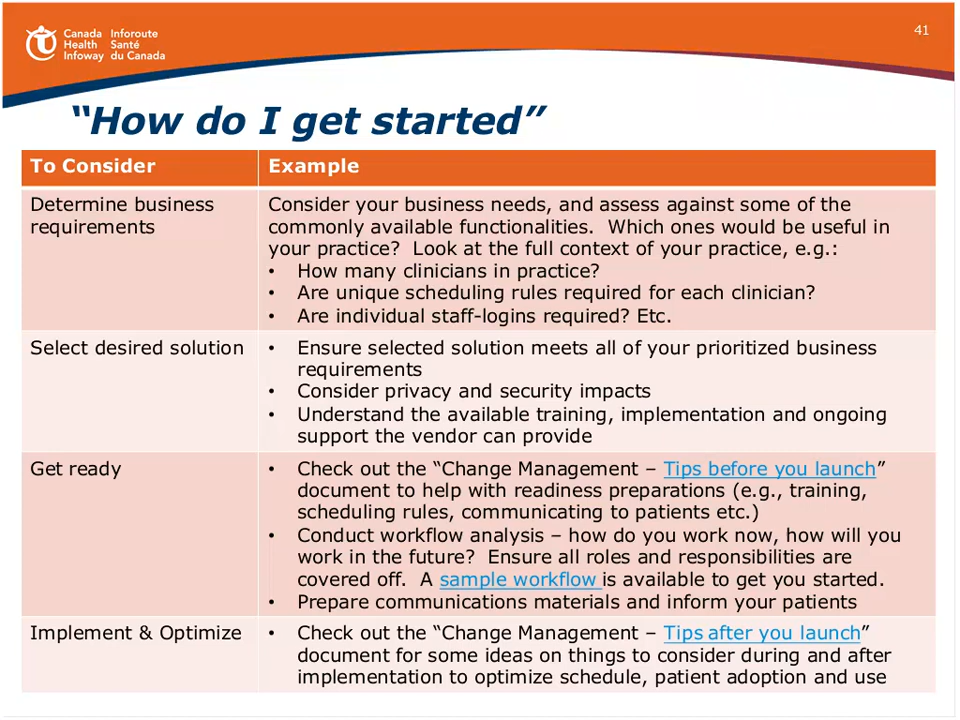 41
Canada Inforoute
Health Santé
Infoway du Canada
“How do I get started”
To Consider
Example
Determine business
requirements
Consider your business needs, and assess against some of the
commonly available functionalities. Which ones would be useful in
your practice? Look at the full context of your practice, e.g.:
• How many clinicians in practice?
• Are unique scheduling rules required for each clinician?
• Are individual staff-logins required? Etc.
Select desired solution
• Ensure selected solution meets all of your prioritized business
requirements
• Consider privacy and security impacts
• Understand the available training, implementation and ongoing
support the vendor can provide
Get ready
• Check out the “Change Management – Tips before you launch”
document to help with readiness preparations (e.g., training,
scheduling rules, communicating to patients etc.)
• Conduct workflow analysis – how do you work now, how will you
work in the future? Ensure all roles and responsibilities are
covered off. A sample workflow is available to get you started.
• Prepare communications materials and inform your patients
Implement & Optimize
• Check out the “Change Management – Tips after you launch”
document for some ideas on things to consider during and after
implementation to optimize schedule, patient adoption and use